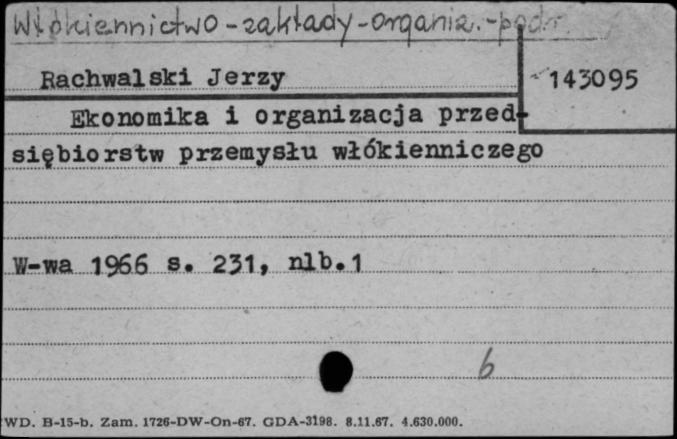 Włókiennictwo-zakłady-organiz.-podr.
Rachwalski Jerzy
143095
Ekonomika i organizacja przed-
siębiorstw przemysłu włókienniczego
W-wa 1966 s. 231, nlb.1
6
WD. B-15-b. Zam. 1726-DW-On-67. GDA-3198. 8.11.67. 4.630.000.